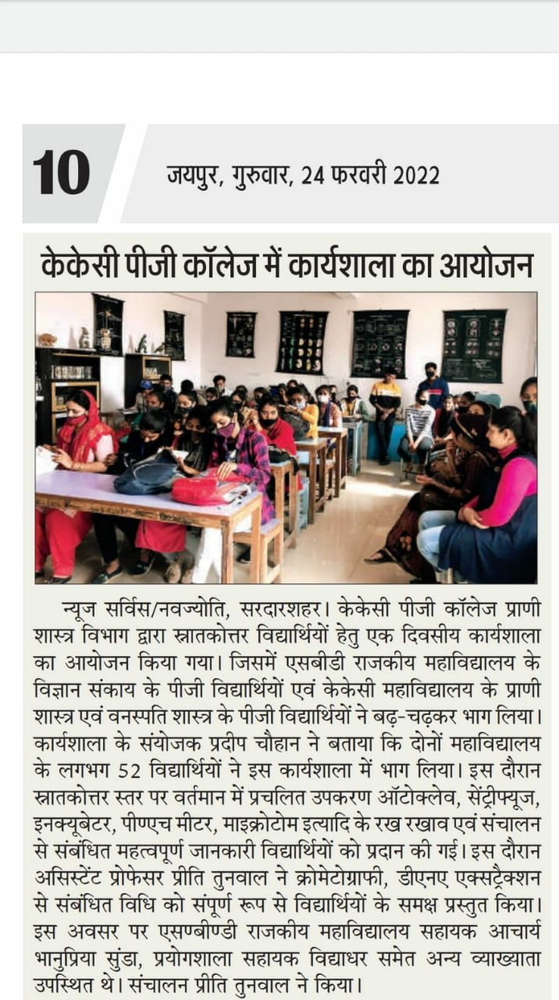 10
जयपुर, गुरुवार, 24 फरवरी 2022
केकेसी पीजी कॉलेज में कार्यशाला का आयोजन
न्यूज सर्विस/नवज्योति, सरदारशहर। केकेसी पीजी कॉलेज प्राणी
शास्त्र विभाग द्वारा स्नातकोत्तर विद्यार्थियों हेतु एक दिवसीय कार्यशाला
का आयोजन किया गया। जिसमें एसबीडी राजकीय महाविद्यालय के
विज्ञान संकाय के पीजी विद्यार्थियों एवं केकेसी महाविद्यालय के प्राणी
शास्त्र एवं वनस्पति शास्त्र के पीजी विद्यार्थियों ने बढ़-चढ़कर भाग लिया।
कार्यशाला के संयोजक प्रदीप चौहान ने बताया कि दोनों महाविद्यालय
के लगभग 52 विद्यार्थियों ने इस कार्यशाला में भाग लिया। इस दौरान
स्नातकोत्तर स्तर पर वर्तमान में प्रचलित उपकरण ऑटोक्लेव, सेंट्रीफ्यूज,
इनक्यूबेटर, पीण्एच मीटर, माइक्रोटोम इत्यादि के रख रखाव एवं संचालन
से संबंधित महत्वपूर्ण जानकारी विद्यार्थियों को प्रदान की गई। इस दौरान
असिस्टेंट प्रोफेसर प्रीति तुनवाल ने क्रोमेटोग्राफी, डीएनए एक्सट्रैक्शन
से संबंधित विधि को संपूर्ण रूप से विद्यार्थियों के समक्ष प्रस्तुत किया।
इस अवसर पर एसण्बीण्डी राजकीय महाविद्यालय सहायक आचार्य
भानुप्रिया सुंडा, प्रयोगशाला सहायक विद्याधर समेत अन्य व्याख्याता
उपस्थित थे। संचालन प्रीति तुनवाल ने किया।